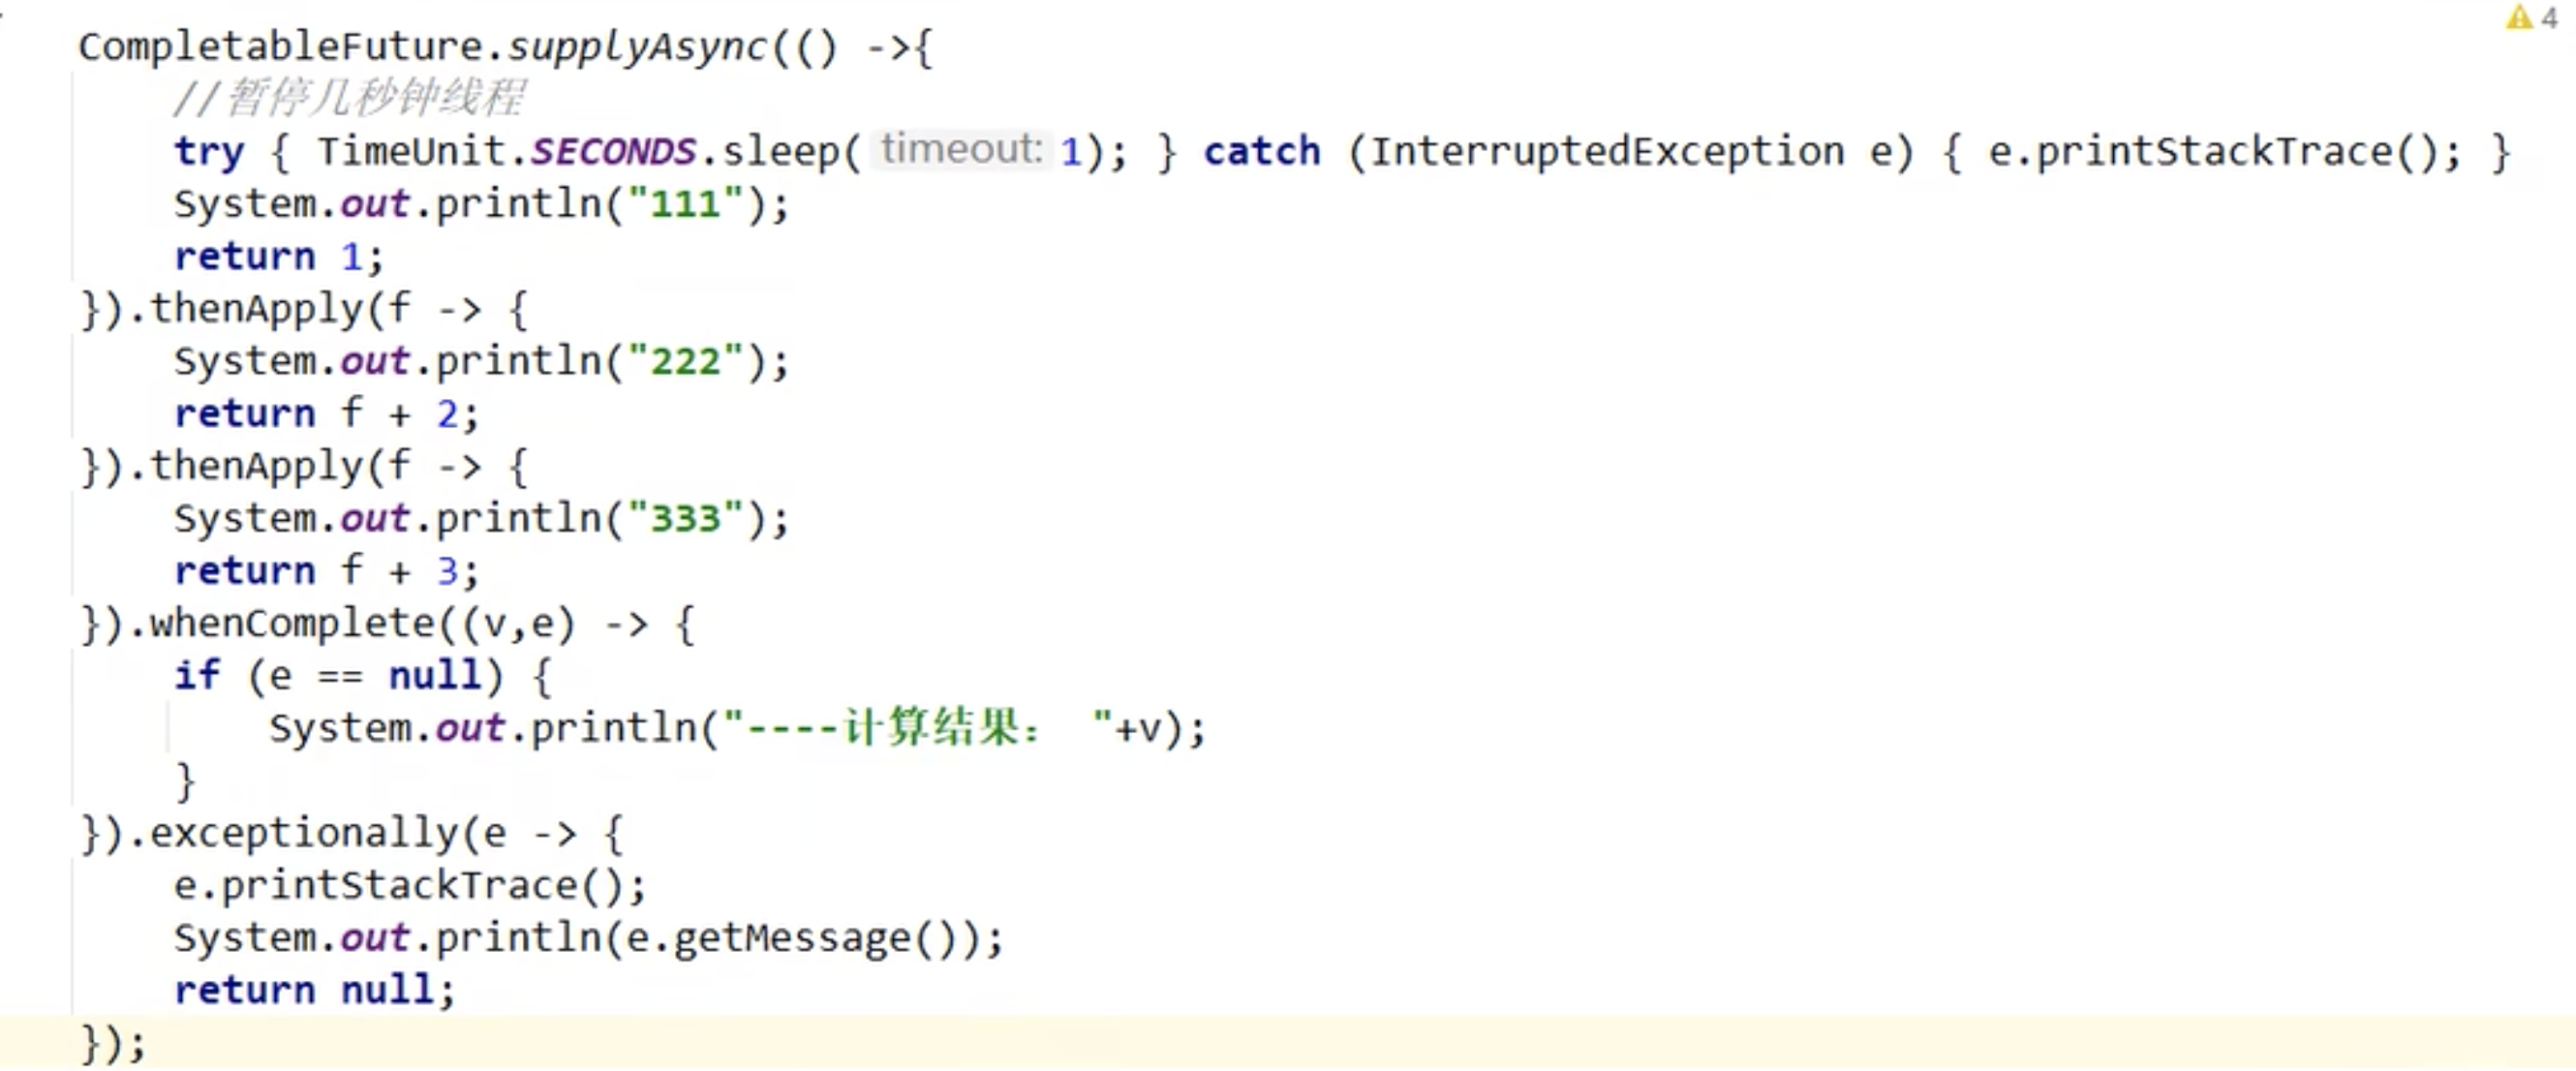 4
CompletableFuture.supplyAsync(() ->{
    //暂停几秒钟线程
    try { TimeUnit.SECONDS.sleep( timeout: 1); } catch (InterruptedException e) { e.printStackTrace(); }
    System.out.println("111");
    return 1;
}).thenApply(f -> {
    System.out.println("222");
    return f + 2;
}).thenApply(f -> {
    System.out.println("333");
    return f + 3;
}).whenComplete((v,e) -> {
    if (e == null) {
        System.out.println("----计算结果： "+v);
    }
}).exceptionally(e -> {
    e.printStackTrace();
    System.out.println(e.getMessage());
    return null;
});